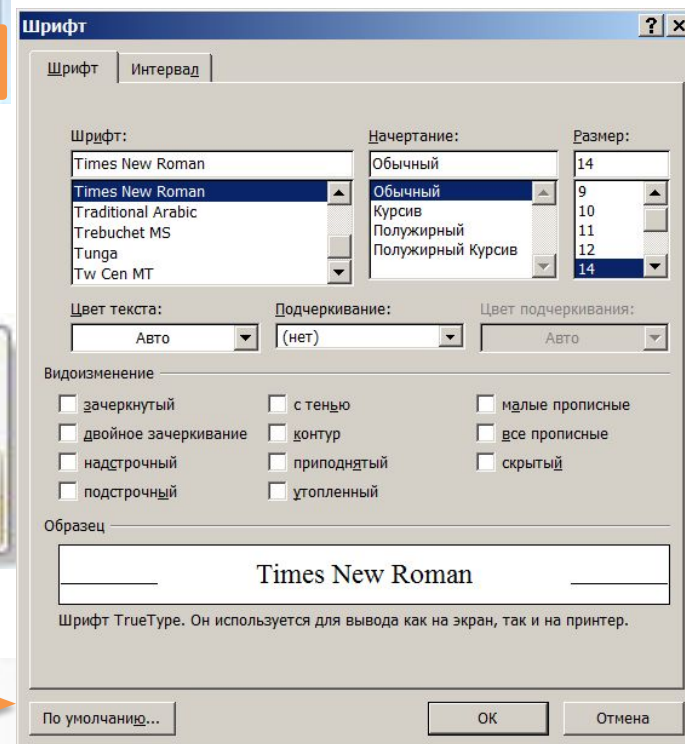 Шрифт
Шрифт Интервал
Шрифт: Начертание: Размер:
Times New Roman Обычный 14
Times New Roman Обычный 9
Traditional Arabic Курсив 10
Trebuchet MS Полужирный 11
Tunga Полужирный Курсив 12
Tw Cen MT 14
Цвет текста: Подчеркивание: Цвет подчеркивания:
Авто (нет) Авто
Видоизменение
зачеркнутый с тенью малые прописные
двойное зачеркивание контур все прописные
надстрочный приподнятый скрытый
подстрочный утопленный
Образец
Times New Roman
Шрифт TrueType. Он используется для вывода как на экран, так и на принтер.
По умолчанию... ОК Отмена